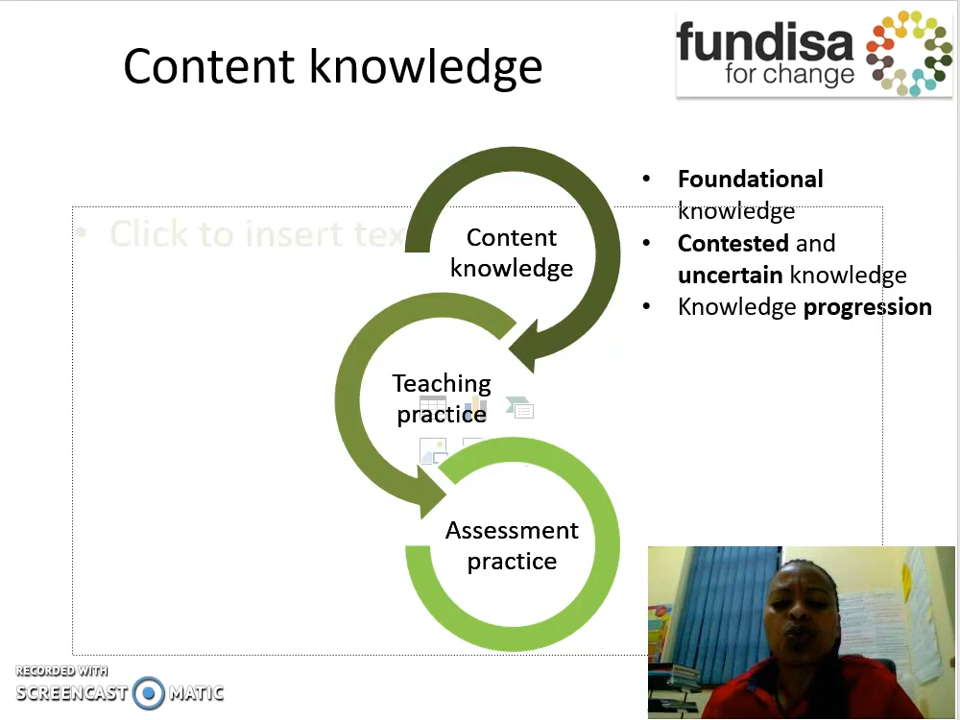 Content knowledge
fundisa
for change
• Foundational
knowledge
• Contested and
uncertain knowledge
• Knowledge progression
• Click to insert tex
Content
knowledge
Teaching
practice
Assessment
practice
RECORDED WITH
SCREENCAST MATIC